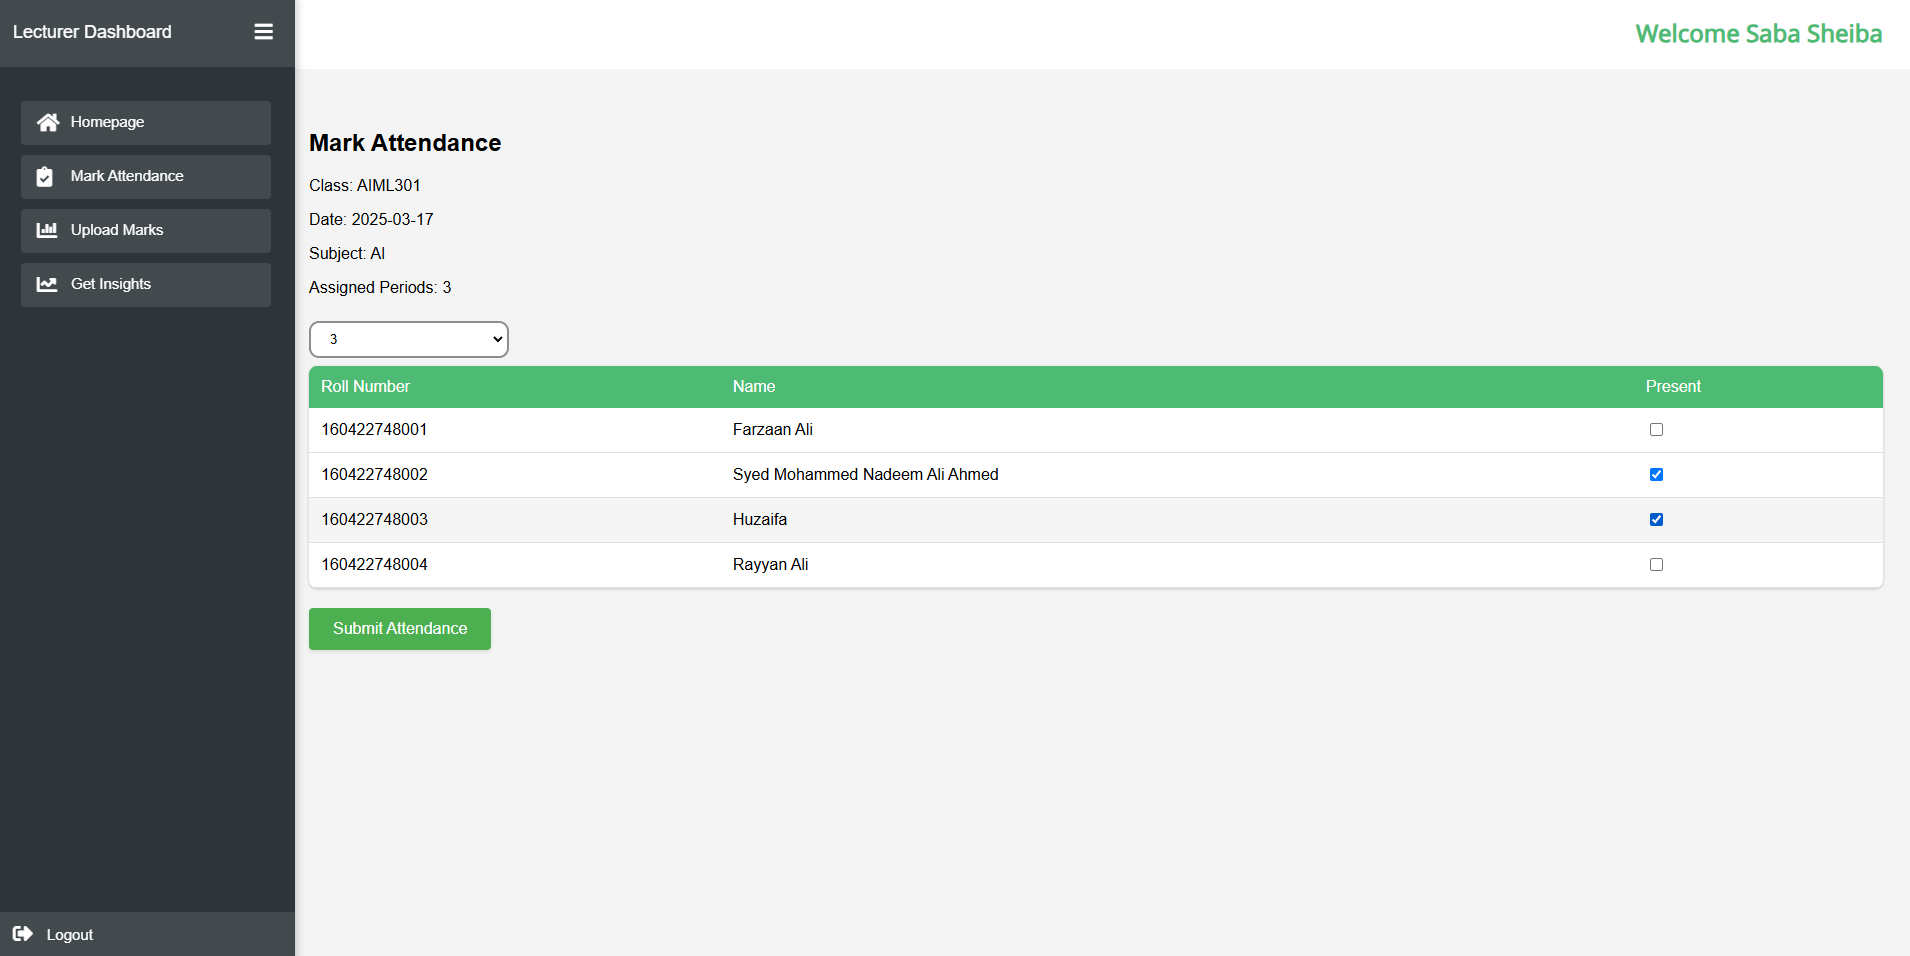 Lecturer Dashboard
Welcome Saba Sheiba
Homepage
Mark Attendance
Upload Marks
Get Insights
Logout
Mark Attendance
Class: AIML301
Date: 2025-03-17
Subject: AI
Assigned Periods: 3
3
Roll Number Name Present
160422748001 Farzaan Ali
160422748002 Syed Mohammed Nadeem Ali Ahmed
160422748003 Huzaifa
160422748004 Rayyan Ali
Submit Attendance